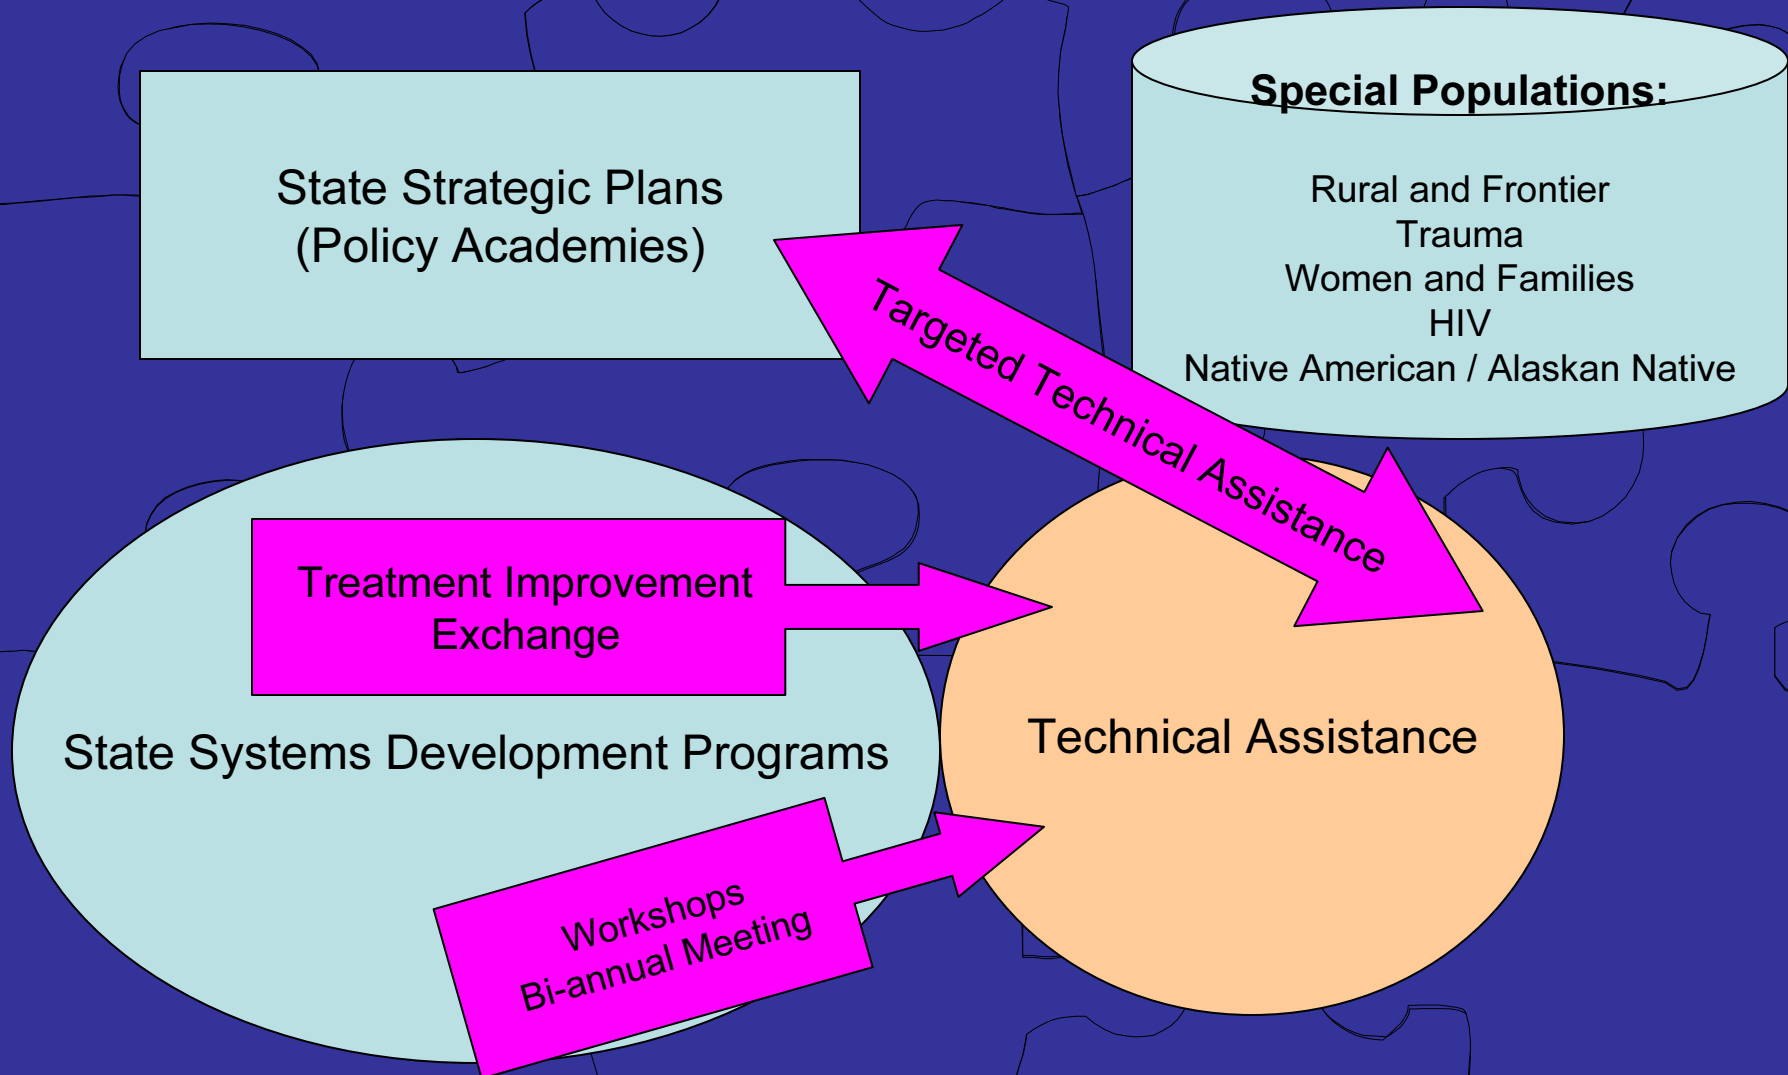 State Strategic Plans
(Policy Academies)
Special Populations:
Rural and Frontier
Trauma
Women and Families
HIV
Native American / Alaskan Native
Targeted Technical Assistance
Treatment Improvement
Exchange
State Systems Development Programs
Technical Assistance
Workshops
Bi-annual Meeting